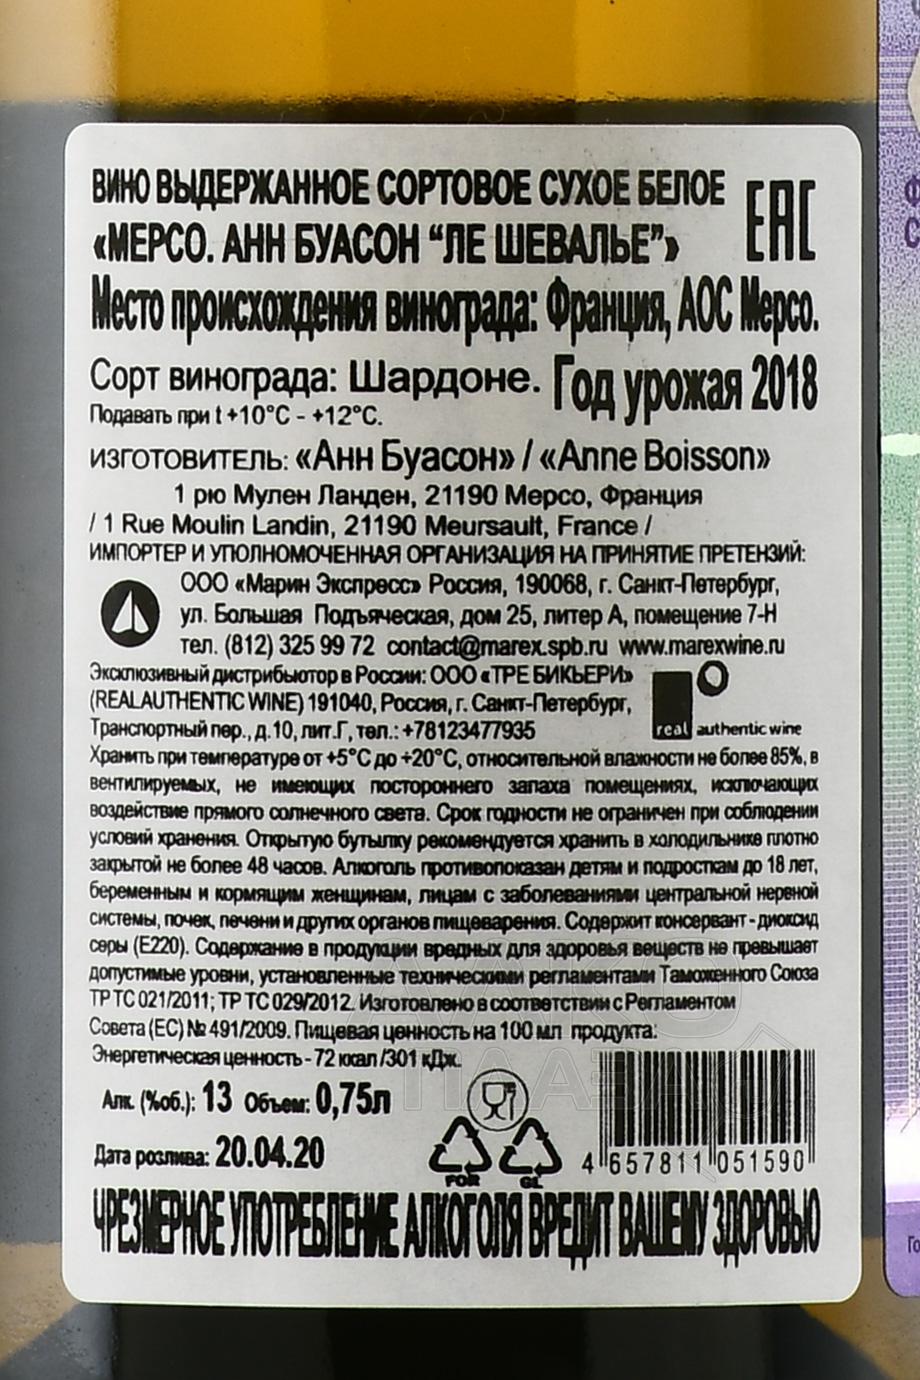 ВИНО ВЫДЕРЖАННОЕ СОРТОВОЕ СУХОЕ БЕЛОЕ
«МЕРСО. АНН БУАСОН “ЛЕ ШЕВАЛЬЕ”»
ЕАС
Место происхождения винограда: Франция, АОС Мерсо.
Сорт винограда: Шардоне. Год урожая 2018
Подавать при t +10°C - +12°C.
ИЗГОТОВИТЕЛЬ: «Анн Буасон» / «Anne Boisson»
1 рю Мулен Ланден, 21190 Мерсо, Франция
/ 1 Rue Moulin Landin, 21190 Meursault, France /
ИМПОРТЕР И УПОЛНОМОЧЕННАЯ ОРГАНИЗАЦИЯ НА ПРИНЯТИЕ ПРЕТЕНЗИЙ:
ООО «Марин Экспресс» Россия, 190068, г. Санкт-Петербург,
ул. Большая Подъяческая, дом 25, литер А, помещение 7-Н
тел. (812) 325 99 72 contact@marex.spb.ru www.marexwine.ru
Эксклюзивный дистрибьютор в России: ООО «ТРЕ БИКЬЕРИ»
(REAL AUTHENTIC WINE) 191040, Россия, г. Санкт-Петербург,
Транспортный пер., д.10, лит.Г, тел.: +78123477935
real authentic wine
Хранить при температуре от +5°C до +20°C, относительной влажности не более 85%, в
вентилируемых, не имеющих постороннего запаха помещениях, исключающих
воздействие прямого солнечного света. Срок годности не ограничен при соблюдении
условий хранения. Открытую бутылку рекомендуется хранить в холодильнике плотно
закрытой не более 48 часов. Алкоголь противопоказан детям и подросткам до 18 лет,
беременным и кормящим женщинам, лицам с заболеваниями центральной нервной
системы, почек, печени и других органов пищеварения. Содержит консервант - диоксид
серы (Е220). Содержание в продукции вредных для здоровья веществ не превышает
допустимые уровни, установленные техническими регламентами Таможенного Союза
ТР ТС 021/2011; ТР ТС 029/2012. Изготовлено в соответствии с Регламентом
Совета (ЕС) № 491/2009. Пищевая ценность на 100 мл продукта:
Энергетическая ценность - 72 ккал /301 кДж.
Алк. (%об.): 13 Объем: 0,75л
Дата розлива: 20.04.20
FOR GL
4 657811 051590
ЧРЕЗМЕРНОЕ УПОТРЕБЛЕНИЕ АЛКОГОЛЯ ВРЕДИТ ВАШЕМУ ЗДОРОВЬЮ